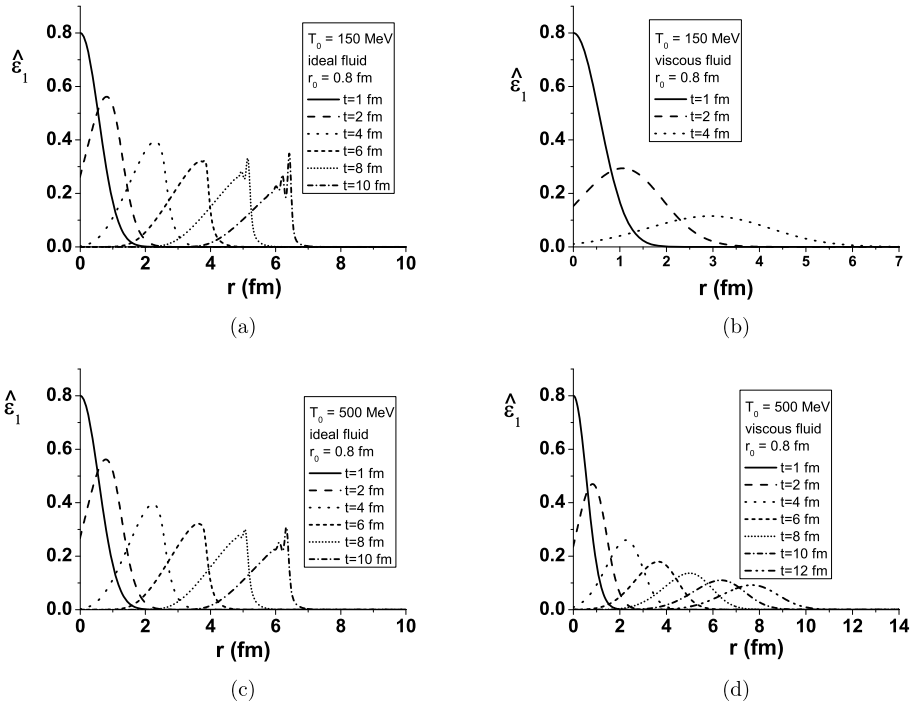 ε̂₁
0.8
0.6
0.4
0.2
0.0
0 2 4 6 8 10
r (fm)
T₀ = 150 MeV
ideal fluid
r₀ = 0.8 fm
t=1 fm
t=2 fm
t=4 fm
t=6 fm
t=8 fm
t=10 fm
(a)
ε̂₁
0.8
0.6
0.4
0.2
0.0
0 1 2 3 4 5 6 7
r (fm)
T₀ = 150 MeV
viscous fluid
r₀ = 0.8 fm
t=1 fm
t=2 fm
t=4 fm
(b)
ε̂₁
0.8
0.6
0.4
0.2
0.0
0 2 4 6 8 10
r (fm)
T₀ = 500 MeV
ideal fluid
r₀ = 0.8 fm
t=1 fm
t=2 fm
t=4 fm
t=6 fm
t=8 fm
t=10 fm
(c)
ε̂₁
0.8
0.6
0.4
0.2
0.0
0 2 4 6 8 10 12 14
r (fm)
T₀ = 500 MeV
viscous fluid
r₀ = 0.8 fm
t=1 fm
t=2 fm
t=4 fm
t=6 fm
t=8 fm
t=10 fm
t=12 fm
(d)